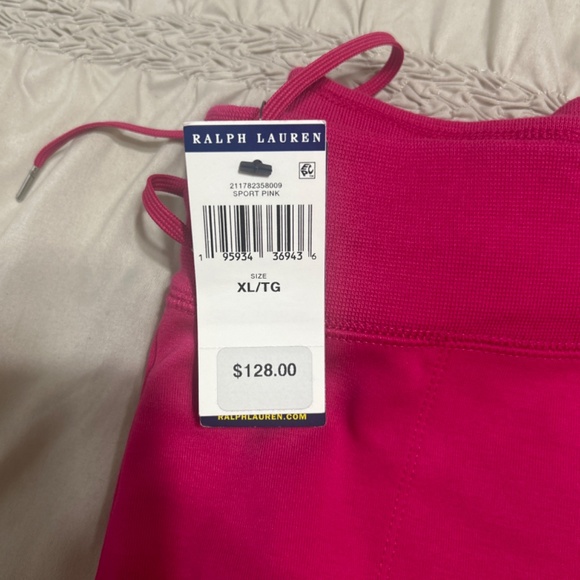 RALPH LAUREN
211782358009
SPORT PINK
1 95934 36943 6
SIZE
XL/TG
$128.00
RALPHLAUREN.COM